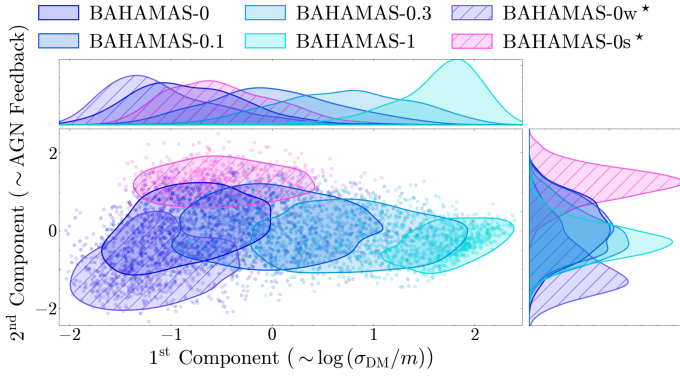 BAHAMAS-0 BAHAMAS-0.3 BAHAMAS-0w★
BAHAMAS-0.1 BAHAMAS-1 BAHAMAS-0s★
2nd Component (∼ AGN Feedback)
2
0
−2
−2 −1 0 1 2
1st Component (∼ log (σDM/m))